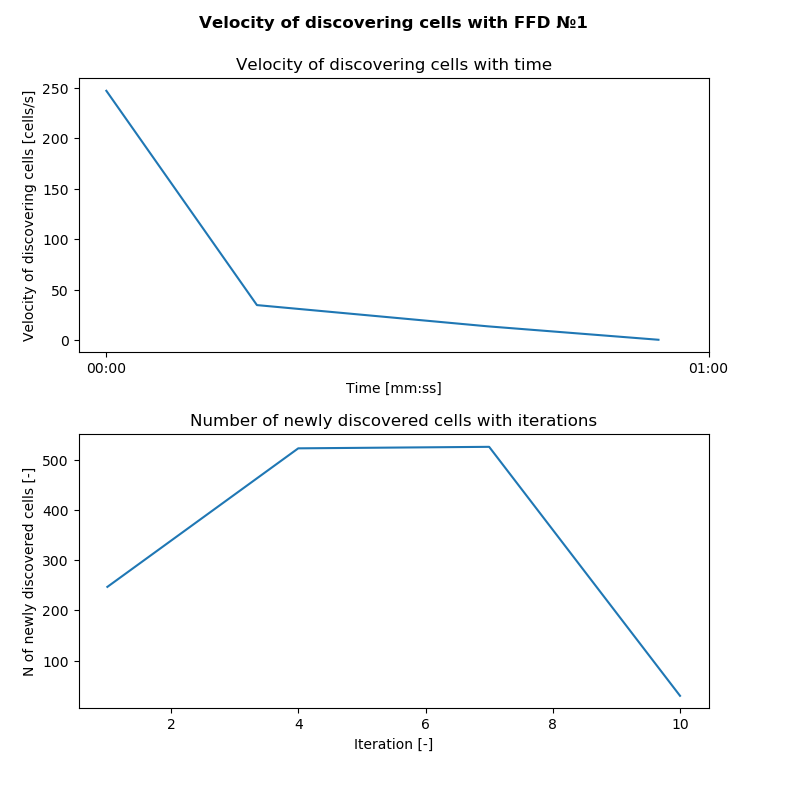 Velocity of discovering cells with FFD №1
Velocity of discovering cells with time
Velocity of discovering cells [cells/s]
250
200
150
100
50
0
00:00 01:00
Time [mm:ss]
Number of newly discovered cells with iterations
N of newly discovered cells [-]
500
400
300
200
100
2 4 6 8 10
Iteration [-]